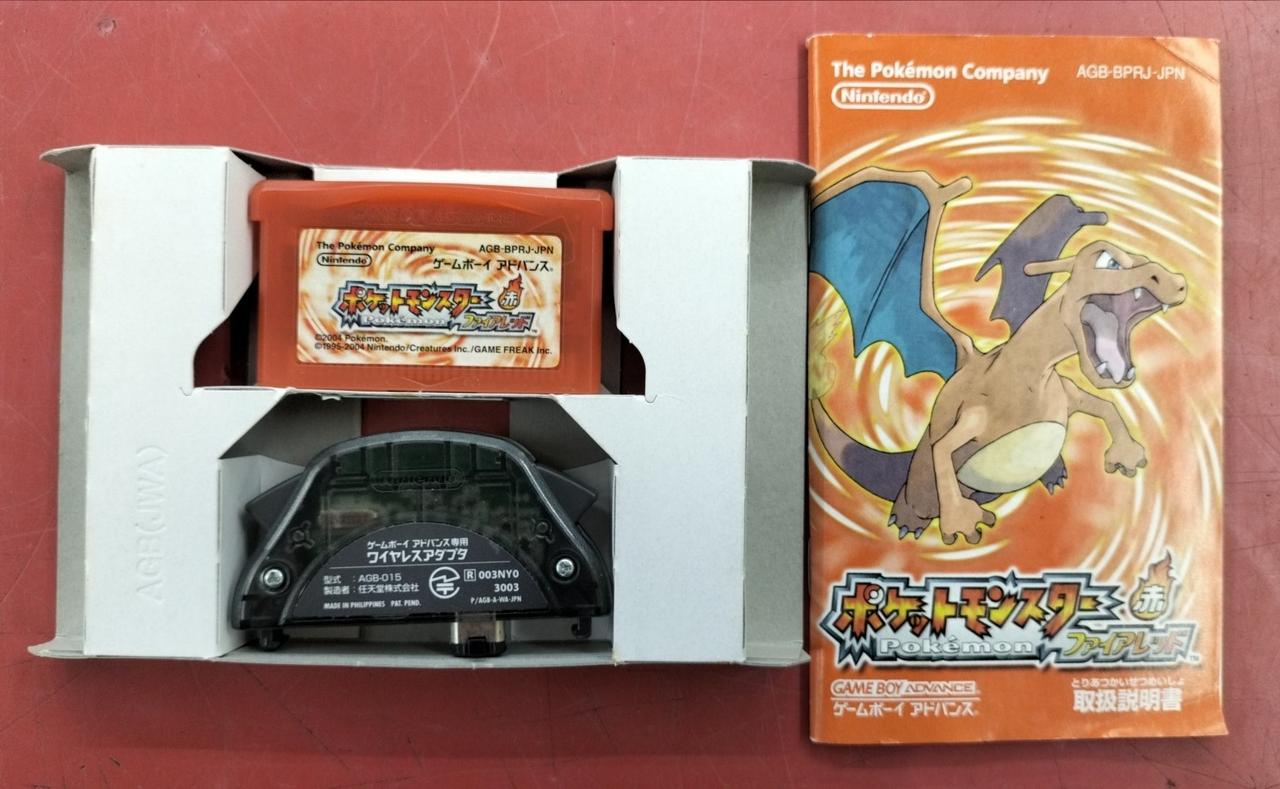 AGB(JWA)
The Pokémon Company
AGB-BPRJ-JPN
Nintendo
ゲームボーイ アドバンス
ポケットモンスター 赤
Pokémon
ファイアレッド
TM
©2004 Pokémon.
©1995-2004 Nintendo/Creatures Inc./GAME FREAK Inc.
Nintendo
ゲームボーイ アドバンス専用
ワイヤレスアダプタ
型式 : AGB-015
製造者 : 任天堂株式会社
MADE IN PHILIPPINES PAT. PEND.
R 003NY0
3003
P/AGB-A-WA-JPN
The Pokémon Company
AGB-BPRJ-JPN
Nintendo
ポケットモンスター 赤
Pokémon
ファイアレッド
TM
GAME BOY ADVANCE
ゲームボーイ アドバンス
とりあつかいせつめいしょ
取扱説明書